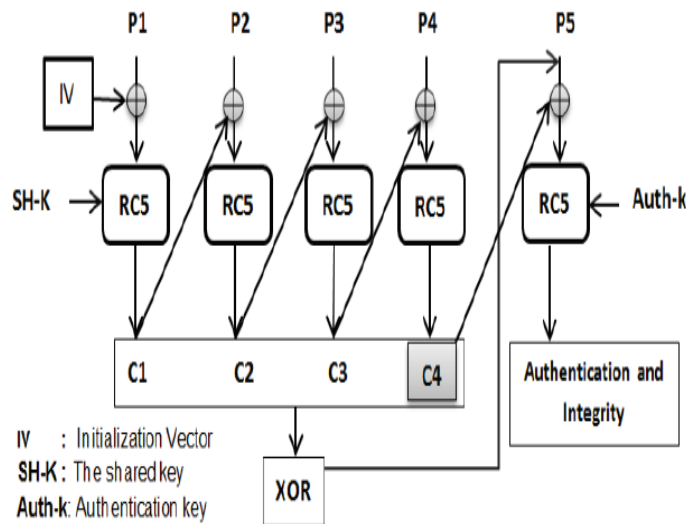 P1 P2 P3 P4 P5
IV
SH-K RC5 RC5 RC5 RC5 RC5 Auth-k
C1 C2 C3 C4
Authentication and
Integrity
XOR
IV : Initialization Vector
SH-K : The shared key
Auth-k: Authentication key